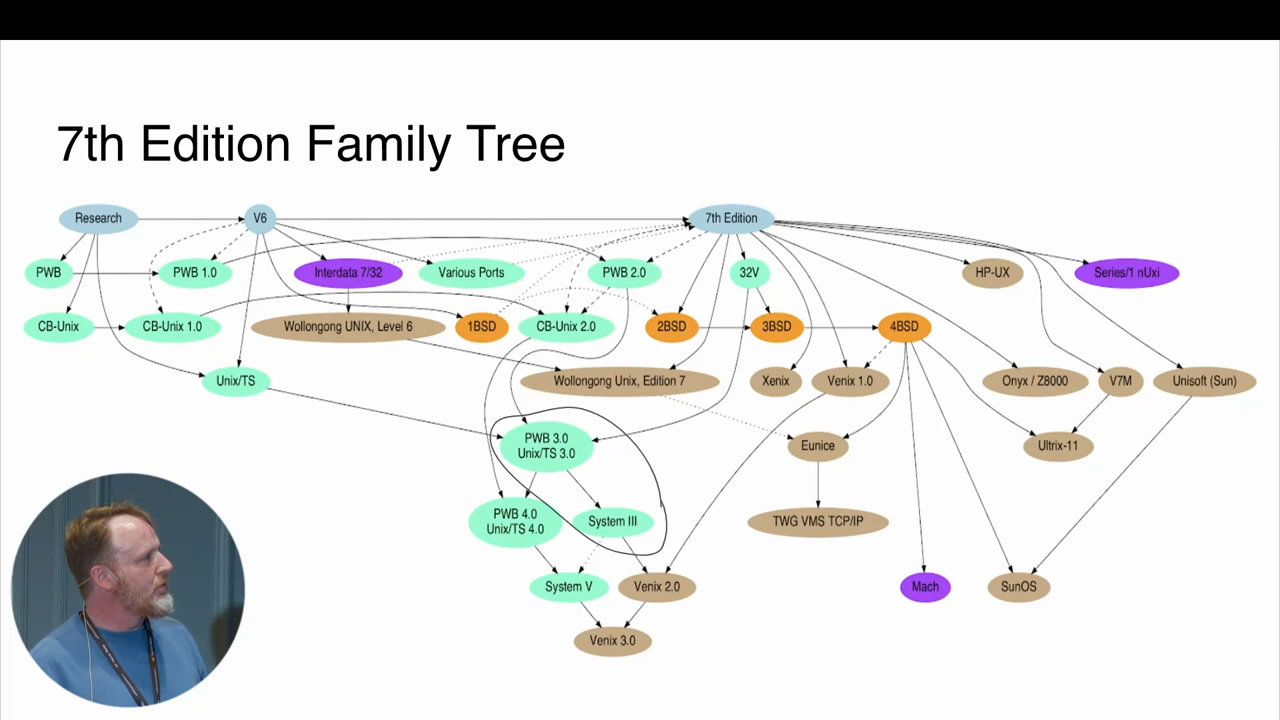 7th Edition Family Tree
Research
V6
7th Edition
PWB
PWB 1.0
Interdata 7/32
Various Ports
PWB 2.0
32V
HP-UX
Series/1 nUxi
CB-Unix
CB-Unix 1.0
Wollongong UNIX, Level 6
1BSD
CB-Unix 2.0
2BSD
3BSD
4BSD
Unix/TS
Wollongong Unix, Edition 7
Xenix
Venix 1.0
Onyx / Z8000
V7M
Unisoft (Sun)
PWB 3.0
Unix/TS 3.0
Eunice
Ultrix-11
PWB 4.0
Unix/TS 4.0
System III
TWG VMS TCP/IP
System V
Venix 2.0
Mach
SunOS
Venix 3.0